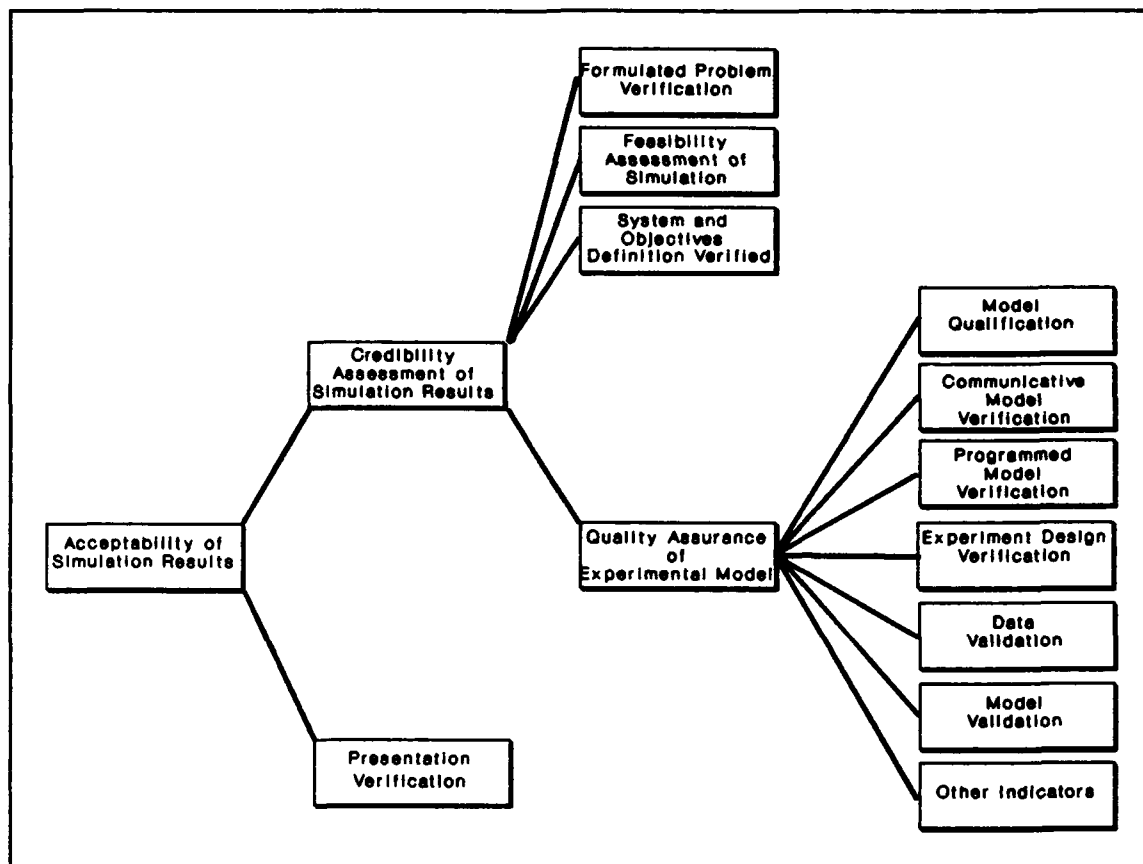 Formulated Problem
Verification
Feasibility
Assessment of
Simulation
System and
Objectives
Definition Verified
Model
Qualification
Credibility
Assessment of
Simulation Results
Communicative
Model
Verification
Programmed
Model
Verification
Acceptability of
Simulation Results
Quality Assurance
of
Experimental Model
Experiment Design
Verification
Data
Validation
Model
Validation
Presentation
Verification
Other Indicators